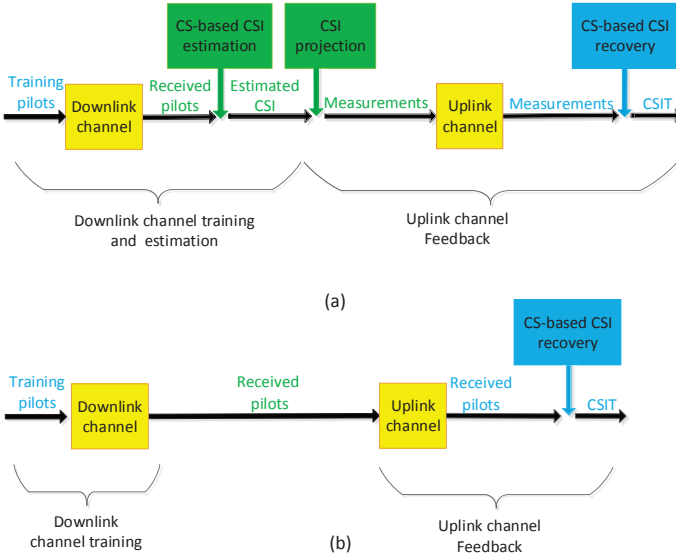 CS-based CSI
estimation
CSI
projection
CS-based CSI
recovery
Training
pilots
Downlink
channel
Received
pilots
Estimated
CSI
Measurements
Uplink
channel
Measurements
CSIT
Downlink channel training
and estimation
Uplink channel
Feedback
(a)
CS-based CSI
recovery
Training
pilots
Downlink
channel
Received
pilots
Uplink
channel
Received
pilots
CSIT
Downlink
channel training
Uplink channel
Feedback
(b)